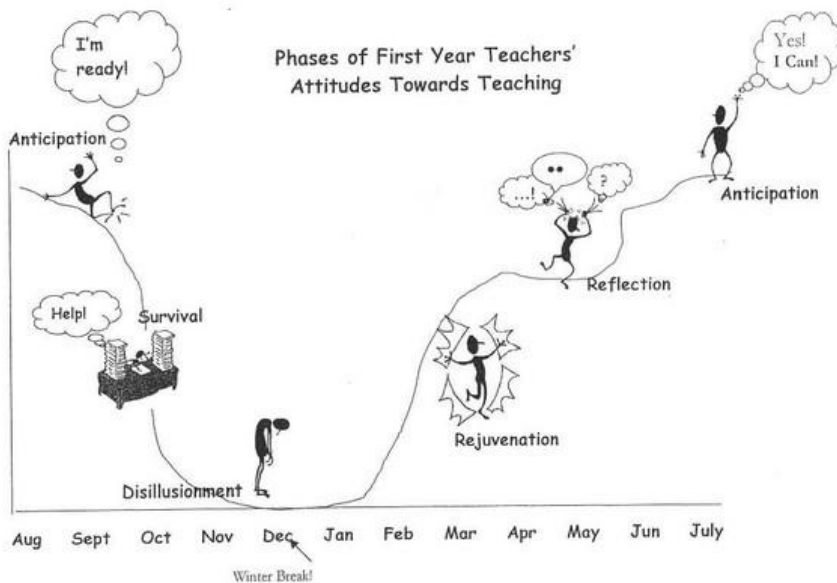 Phases of First Year Teachers'
Attitudes Towards Teaching
I'm
ready!
Anticipation
Help!
Survival
Disillusionment
Rejuvenation
...!
••
?
Reflection
Yes!
I Can!
Anticipation
Aug Sept Oct Nov Dec Jan Feb Mar Apr May Jun July
Winter Break!